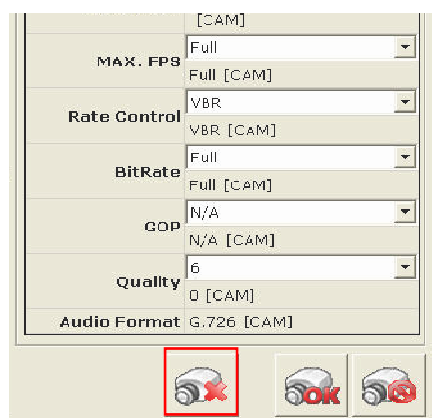 [CAM]
MAX. FPS Full
Full [CAM]
Rate Control VBR
VBR [CAM]
BitRate Full
Full [CAM]
GOP N/A
N/A [CAM]
Quality 6
0 [CAM]
Audio Format G.726 [CAM]
OK